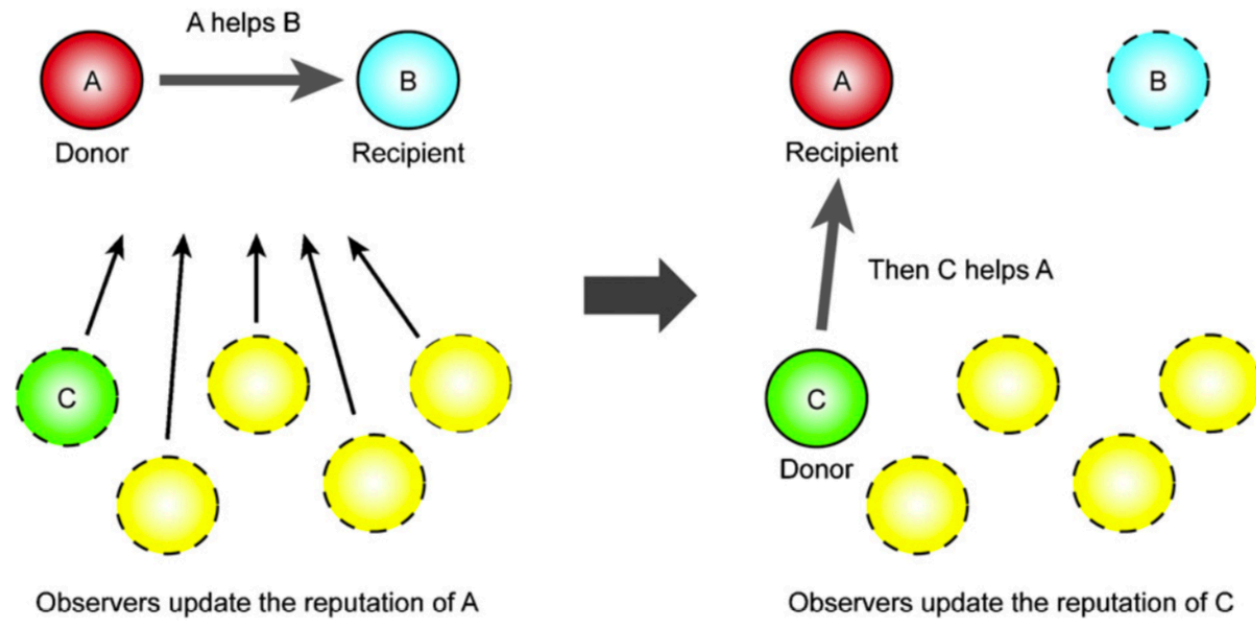 A helps B
A
B
Donor
Recipient
C
Observers update the reputation of A
A
B
Recipient
Then C helps A
C
Donor
Observers update the reputation of C